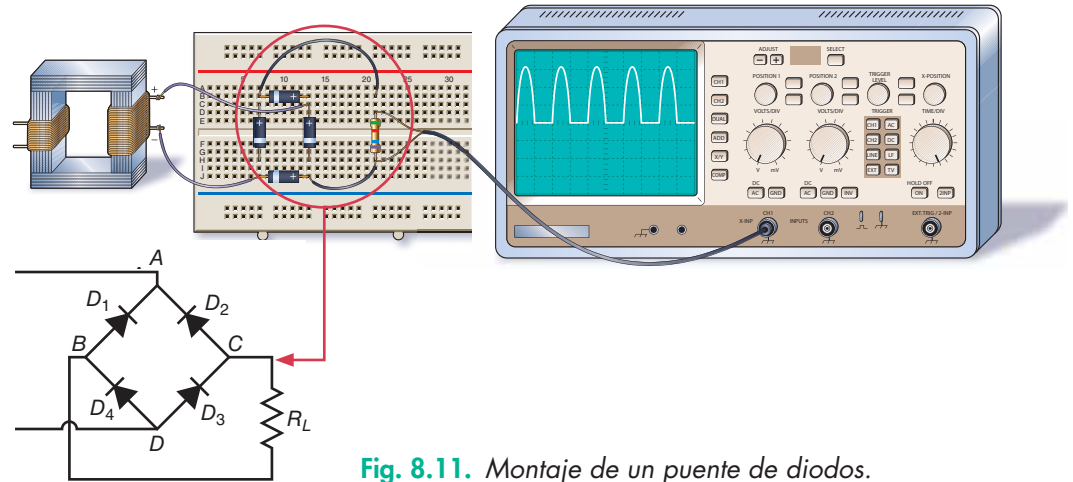 ADJUST
SELECT
− +
POSITION 1
POSITION 2
TRIGGER LEVEL
X-POSITION
CH1
CH2
DUAL
ADD
X/Y
COMP
VOLTS/DIV
VOLTS/DIV
TRIGGER
TIME/DIV
CH1 AC
CH2 DC
LINE LF
EXT TV
V mV
V mV
DC
AC GND
DC
AC GND INV
HOLD OFF
ON 2INP
X-INP
CH1
INPUTS
CH2
EXT. TRIG / 2-INP
5 10 15 20 25 30
A
B
C
D
E
F
G
H
I
J
+
−
A
D1
D2
B
C
D4
D3
D
RL
Fig. 8.11. Montaje de un puente de diodos.